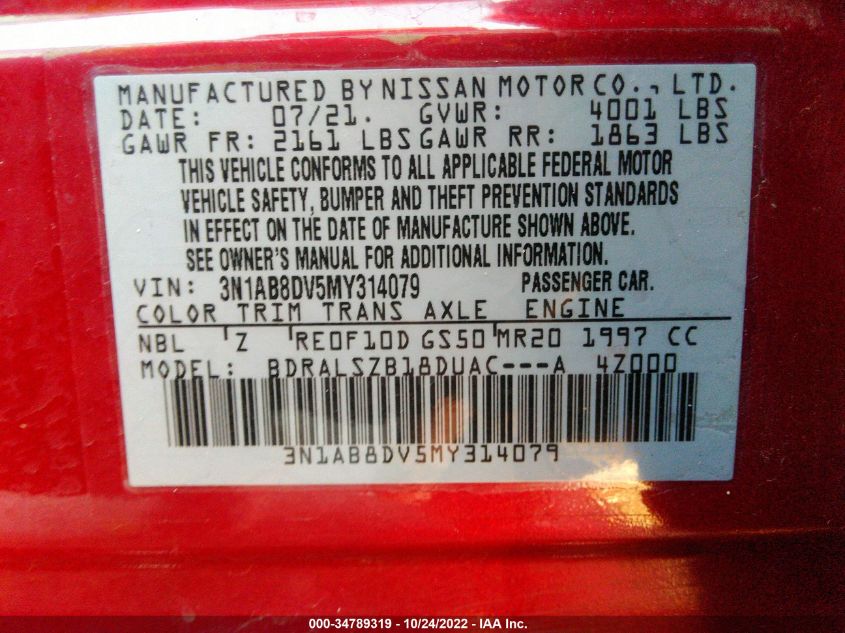 MANUFACTURED BY NISSAN MOTOR CO., LTD.
DATE: 07/21. GVWR: 4001 LBS
GAWR FR: 2161 LBS GAWR RR: 1863 LBS
THIS VEHICLE CONFORMS TO ALL APPLICABLE FEDERAL MOTOR
VEHICLE SAFETY, BUMPER AND THEFT PREVENTION STANDARDS
IN EFFECT ON THE DATE OF MANUFACTURE SHOWN ABOVE.
SEE OWNER'S MANUAL FOR ADDITIONAL INFORMATION.
VIN: 3N1AB8DV5MY314079 PASSENGER CAR.
COLOR TRIM TRANS AXLE ENGINE
NBL Z RE0F10D GS50 MR20 1997 CC
MODEL: BDRALSZB18DUAC---A 4Z000
3N1AB8DV5MY314079
000-34789319 - 10/24/2022 - IAA Inc.